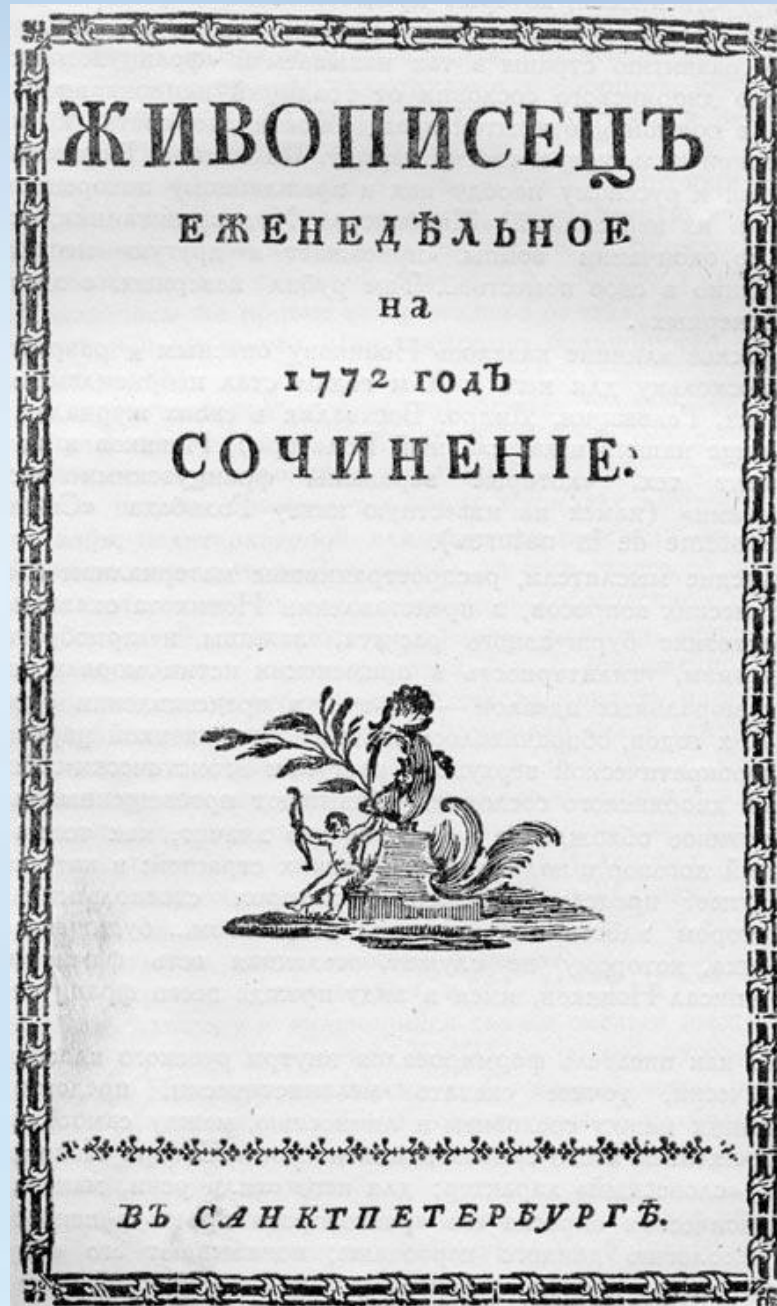 ЖИВОПИСЕЦЪ
ЕЖЕНЕДѢЛЬНОЕ
на
1772 годъ
СОЧИНЕНІЕ.
ВЪ САНКТПЕТЕРБУРГѢ.